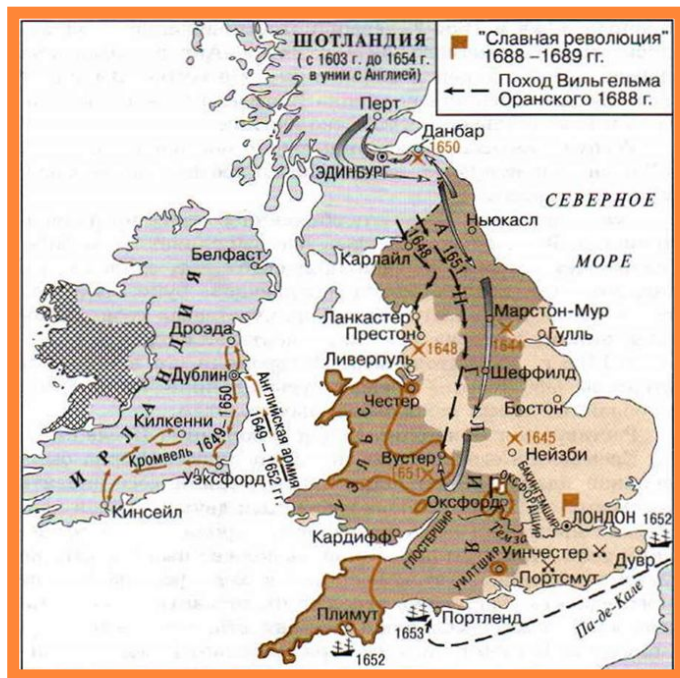 ШОТЛАНДИЯ
( с 1603 г. до 1654 г.
в унии с Англией)
"Славная революция"
1688 –1689 гг.
Поход Вильгельма
Оранского 1688 г.
Перт
Данбар
1650
ЭДИНБУРГ
СЕВЕРНОЕ
МОРЕ
Ньюкасл
Карлайл
1648
1651
АНГЛИЯ
Белфаст
Ланкастер
Престон
1648
Марстон-Мур
1644
Гулль
Ливерпуль
Шеффилд
Честер
Бостон
Дроэда
Дублин
1650
Английская армия
1649 - 1652 гг.
ИРЛАНДИЯ
Килкенни
Кромвель 1649
Уэксфорд
Кинсейл
УЭЛЬС
Вустер
1651
1645
Нейзби
БАКИНГЕМШИР
ОКСФОРДШИР
Оксфорд
ЛОНДОН
1652
Кардифф
ГЛОСТЕРШИР
Темза
УИЛТШИР
Уинчестер
Дувр
Портсмут
Плимут
1652
1653
Портленд
Па-де-Кале